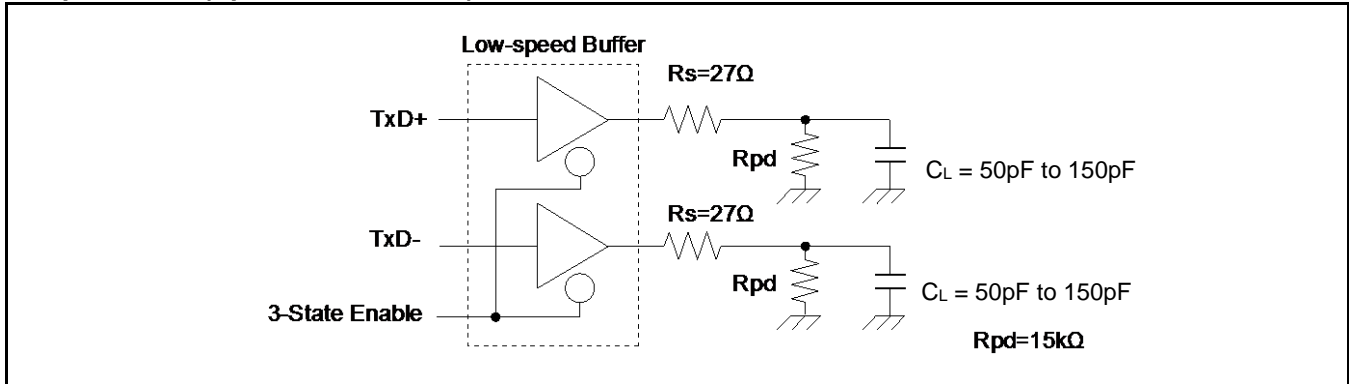 Low-speed Buffer
Rs=27Ω
TxD+
Rpd
CL = 50pF to 150pF
Rs=27Ω
TxD-
Rpd
CL = 50pF to 150pF
3-State Enable
Rpd=15kΩ